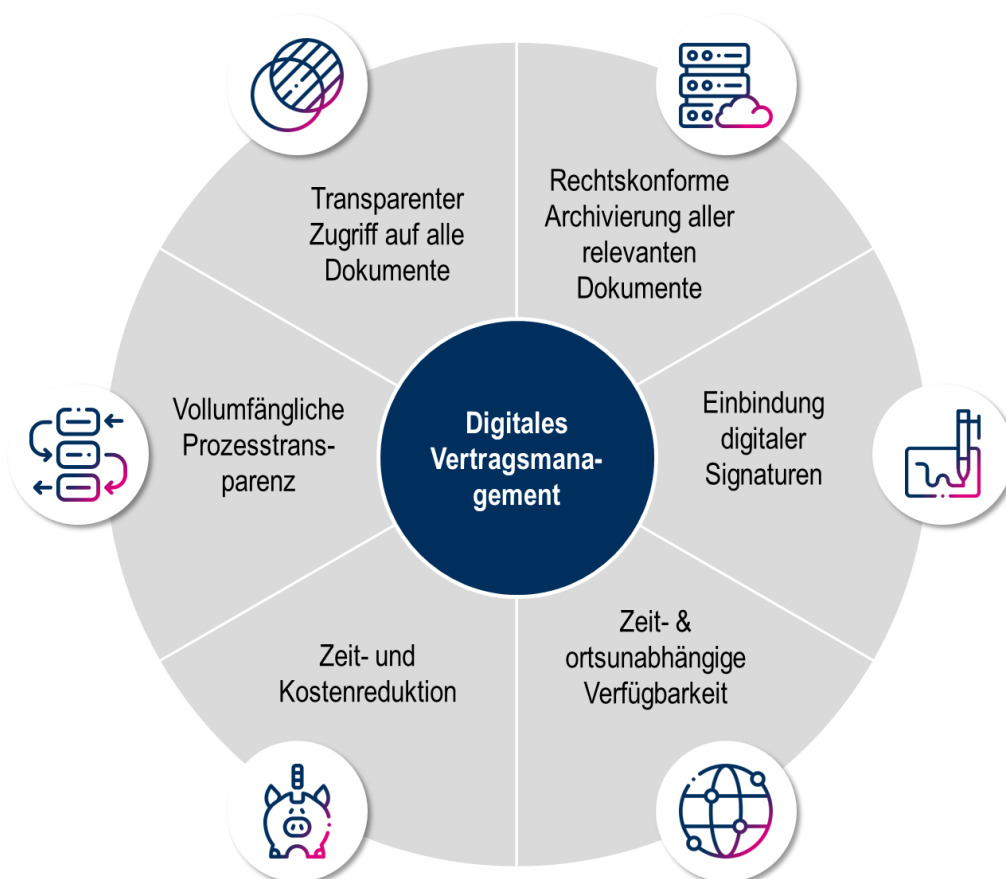 Transparenter
Zugriff auf alle
Dokumente
Rechtskonforme
Archivierung aller
relevanten
Dokumente
Vollumfängliche
Prozesstrans-
parenz
Digitales
Vertragsmana-
gement
Einbindung
digitaler
Signaturen
Zeit- und
Kostenreduktion
Zeit- &
ortsunabhängige
Verfügbarkeit